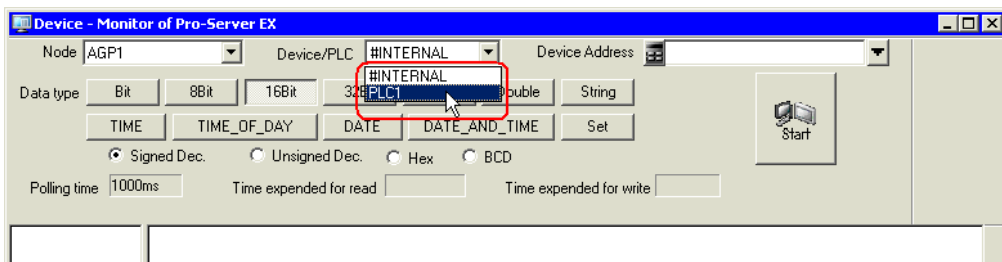 Device - Monitor of Pro-Server EX
Node AGP1 Device/PLC #INTERNAL Device Address
#INTERNAL
PLC1
Data type Bit 8Bit 16Bit 32B ouble String
TIME TIME_OF_DAY DATE DATE_AND_TIME Set
Start
Signed Dec. Unsigned Dec. Hex BCD
Polling time 1000ms Time expended for read Time expended for write